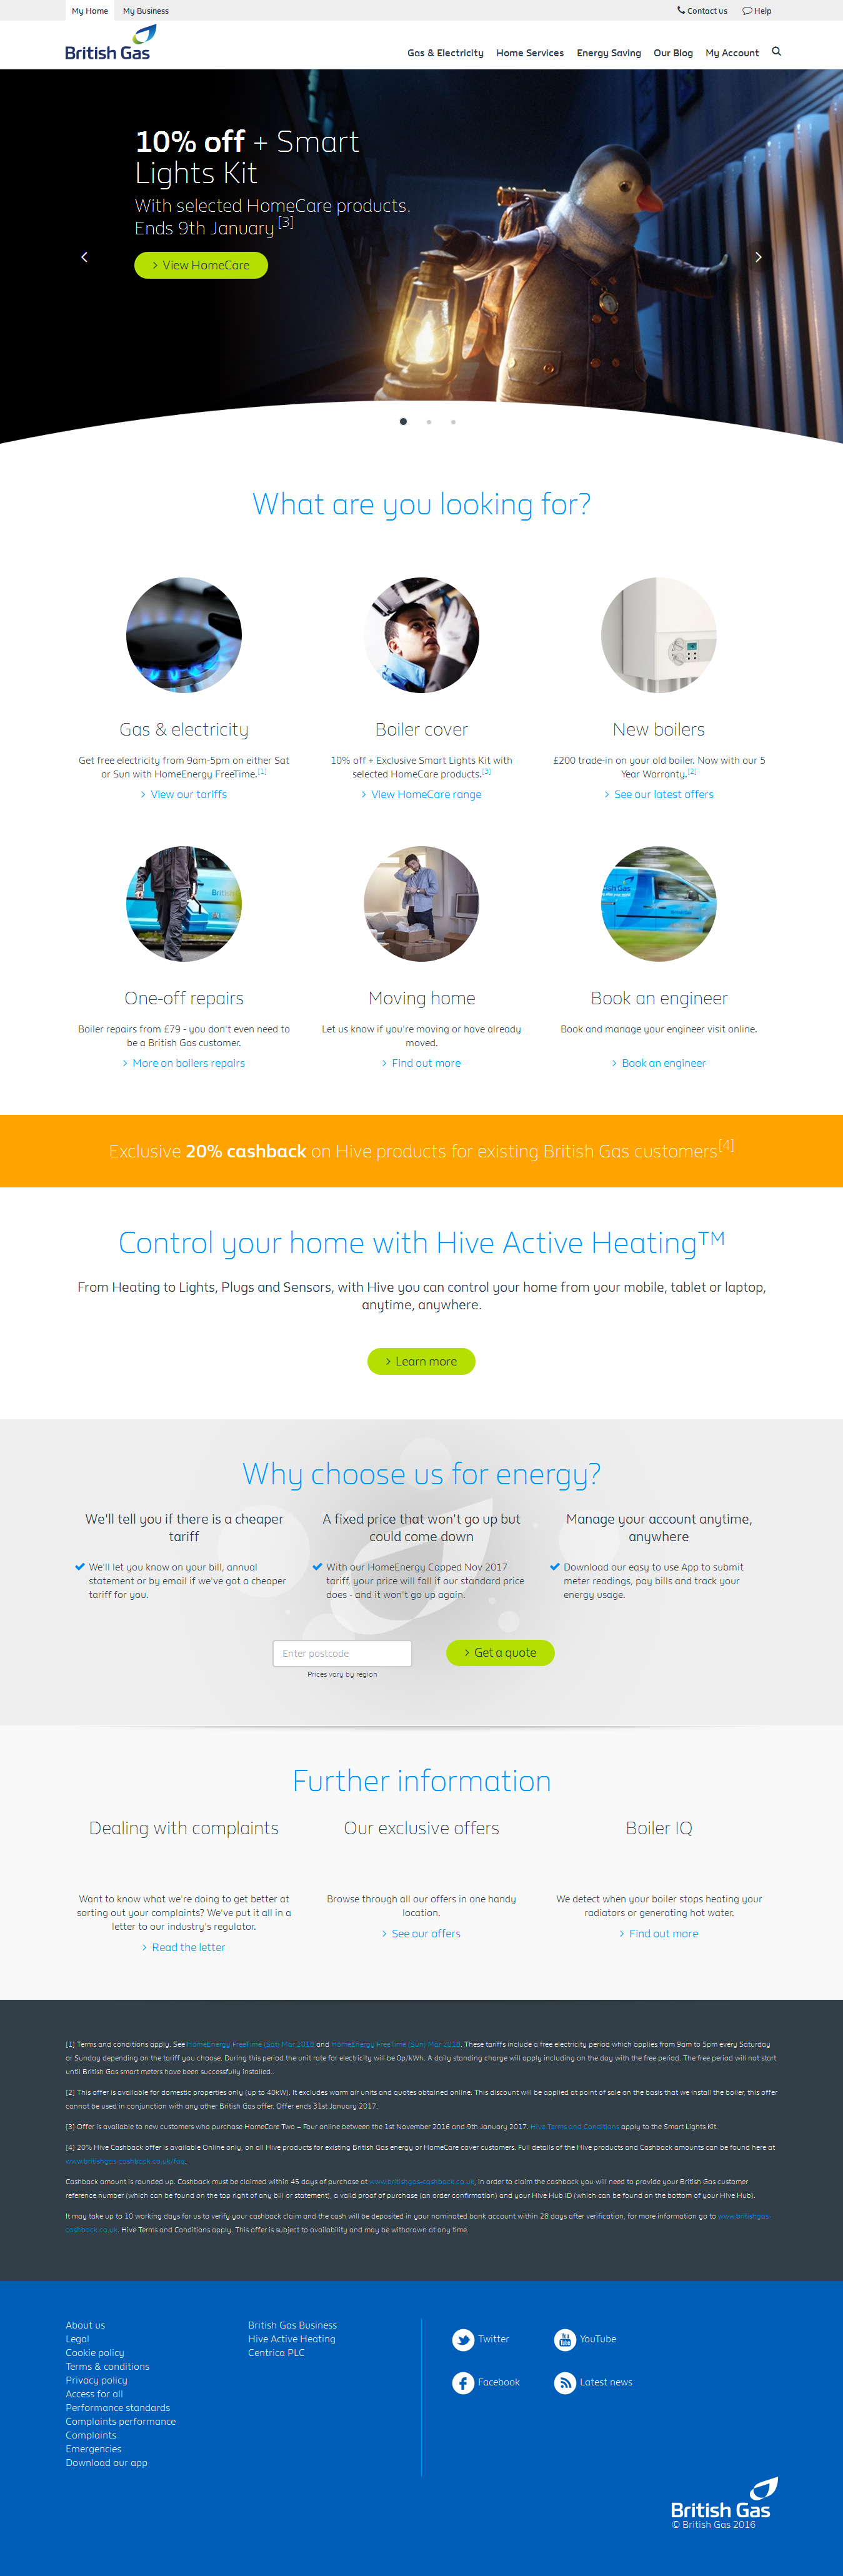 My Home
My Business
Contact us
Help
British Gas
Gas & Electricity
Home Services
Energy Saving
Our Blog
My Account
10% off + Smart
Lights Kit
With selected HomeCare products.
Ends 9th January [3]
View HomeCare
What are you looking for?
Gas & electricity
Get free electricity from 9am-5pm on either Sat
or Sun with HomeEnergy FreeTime.[1]
View our tariffs
Boiler cover
10% off + Exclusive Smart Lights Kit with
selected HomeCare products.[3]
View HomeCare range
New boilers
£200 trade-in on your old boiler. Now with our 5
Year Warranty.[2]
See our latest offers
One-off repairs
Boiler repairs from £79 - you don't even need to
be a British Gas customer.
More on boilers repairs
Moving home
Let us know if you're moving or have already
moved.
Find out more
Book an engineer
Book and manage your engineer visit online.
Book an engineer
Exclusive 20% cashback on Hive products for existing British Gas customers[4]
Control your home with Hive Active Heating™
From Heating to Lights, Plugs and Sensors, with Hive you can control your home from your mobile, tablet or laptop,
anytime, anywhere.
Learn more
Why choose us for energy?
We'll tell you if there is a cheaper
tariff
We'll let you know on your bill, annual
statement or by email if we've got a cheaper
tariff for you.
A fixed price that won't go up but
could come down
With our HomeEnergy Capped Nov 2017
tariff, your price will fall if our standard price
does - and it won't go up again.
Manage your account anytime,
anywhere
Download our easy to use App to submit
meter readings, pay bills and track your
energy usage.
Enter postcode
Prices vary by region
Get a quote
Further information
Dealing with complaints
Want to know what we're doing to get better at
sorting out your complaints? We've put it all in a
letter to our industry's regulator.
Read the letter
Our exclusive offers
Browse through all our offers in one handy
location.
See our offers
Boiler IQ
We detect when your boiler stops heating your
radiators or generating hot water.
Find out more
[1] Terms and conditions apply. See HomeEnergy FreeTime (Sat) Mar 2018 and HomeEnergy FreeTime (Sun) Mar 2018. These tariffs include a free electricity period which applies from 9am to 5pm every Saturday
or Sunday depending on the tariff you choose. During this period the unit rate for electricity will be 0p/kWh. A daily standing charge will apply including on the day with the free period. The free period will not start
until British Gas smart meters have been successfully installed..
[2] This offer is available for domestic properties only (up to 40kW). It excludes warm air units and quotes obtained online. This discount will be applied at point of sale on the basis that we install the boiler, this offer
cannot be used in conjunction with any other British Gas offer. Offer ends 31st January 2017.
[3] Offer is available to new customers who purchase HomeCare Two – Four online between the 1st November 2016 and 9th January 2017. Hive Terms and Conditions apply to the Smart Lights Kit.
[4] 20% Hive Cashback offer is available Online only, on all Hive products for existing British Gas energy or HomeCare cover customers. Full details of the Hive products and Cashback amounts can be found here at
www.britishgas-cashback.co.uk/faq.
Cashback amount is rounded up. Cashback must be claimed within 45 days of purchase at www.britishgas-cashback.co.uk, in order to claim the cashback you will need to provide your British Gas customer
reference number (which can be found on the top right of any bill or statement), a valid proof of purchase (an order confirmation) and your Hive Hub ID (which can be found on the bottom of your Hive Hub).
It may take up to 10 working days for us to verify your cashback claim and the cash will be deposited in your nominated bank account within 28 days after verification, for more information go to www.britishgas-
cashback.co.uk. Hive Terms and Conditions apply. This offer is subject to availability and may be withdrawn at any time.
About us
Legal
Cookie policy
Terms & conditions
Privacy policy
Access for all
Performance standards
Complaints performance
Complaints
Emergencies
Download our app
British Gas Business
Hive Active Heating
Centrica PLC
Twitter
YouTube
Facebook
Latest news
British Gas
© British Gas 2016